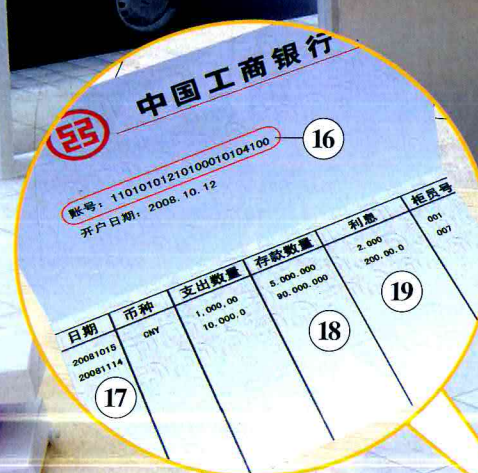 中国工商银行
账号：11010101210100010104100
16
开户日期：2008.10.12
日期 币种 支出数量 存款数量 利息 柜员号
20081015 CNY 1,000.00 5.000.000 2.000 001
20081114 10,000.0 90.000.000 200.00.0 007
17 18 19